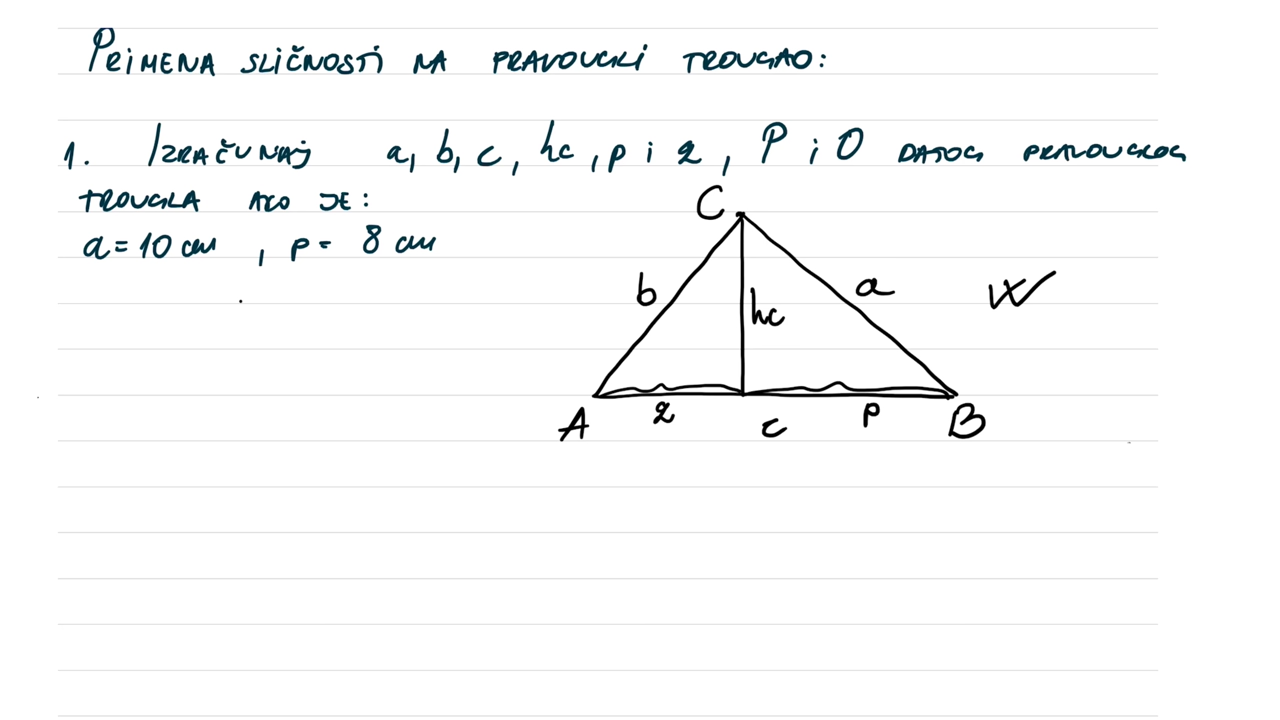 PRIMENA SLIČNOSTI NA PRAVOUGLI TROUGAO:
1. IZRAČUNAJ a, b, c, hc, p i q, P i O DATOG PRAVOUGLOG
TROUGLA AKO JE:
a = 10 cm, p = 8 cm
C
b
a
hc
A
q
c
p
B